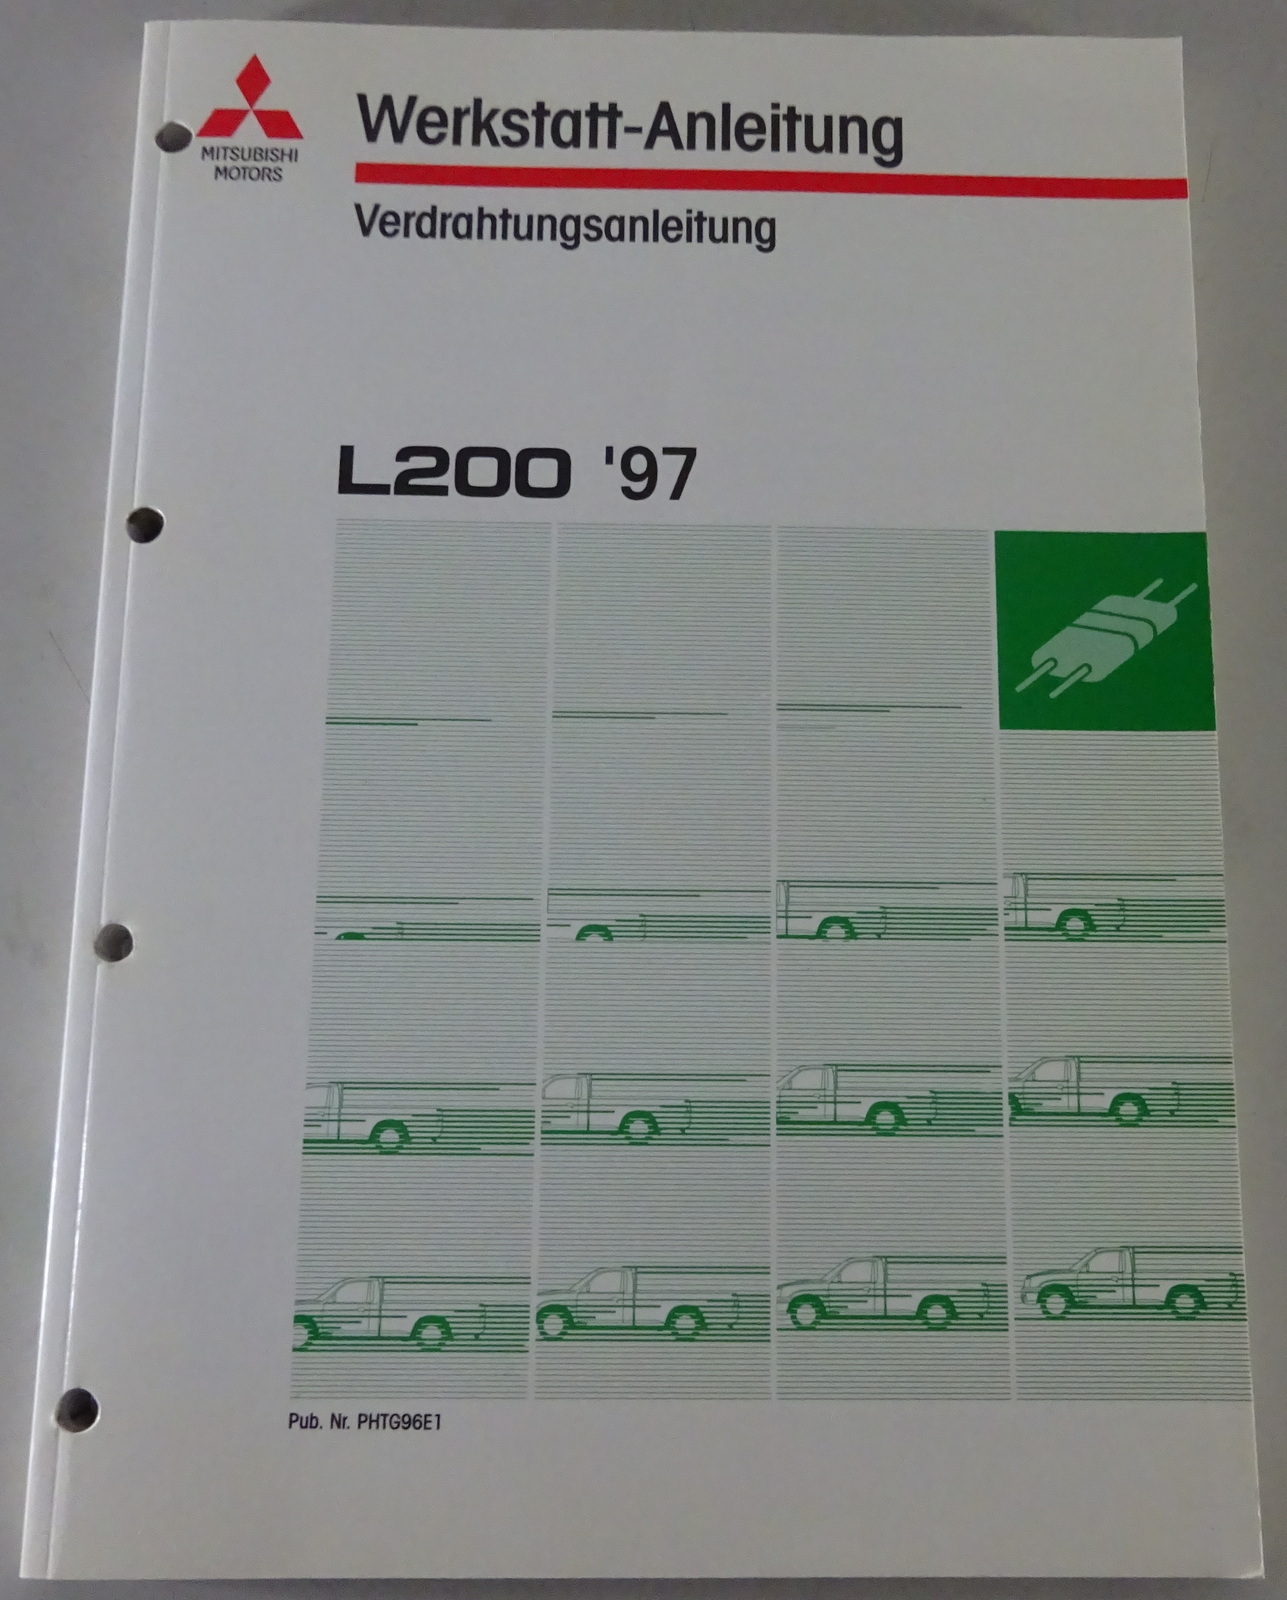 MITSUBISHI
MOTORS
Werkstatt-Anleitung
Verdrahtungsanleitung
L200 '97
Pub. Nr. PHTG96E1